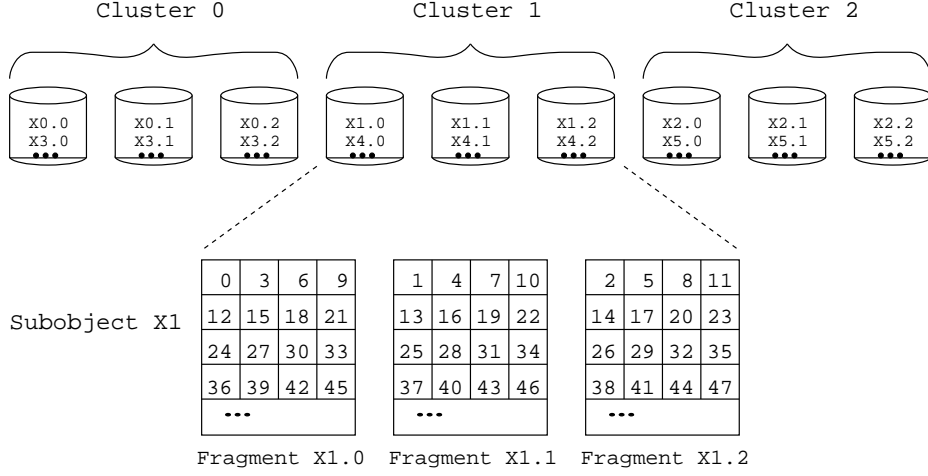 Cluster 0 Cluster 1 Cluster 2
X0.0 X0.1 X0.2 X1.0 X1.1 X1.2 X2.0 X2.1 X2.2
X3.0 X3.1 X3.2 X4.0 X4.1 X4.2 X5.0 X5.1 X5.2
••• ••• ••• ••• ••• ••• ••• ••• •••
0 3 6 9 1 4 7 10 2 5 8 11
Subobject X1
12 15 18 21 13 16 19 22 14 17 20 23
24 27 30 33 25 28 31 34 26 29 32 35
36 39 42 45 37 40 43 46 38 41 44 47
••• ••• •••
Fragment X1.0 Fragment X1.1 Fragment X1.2